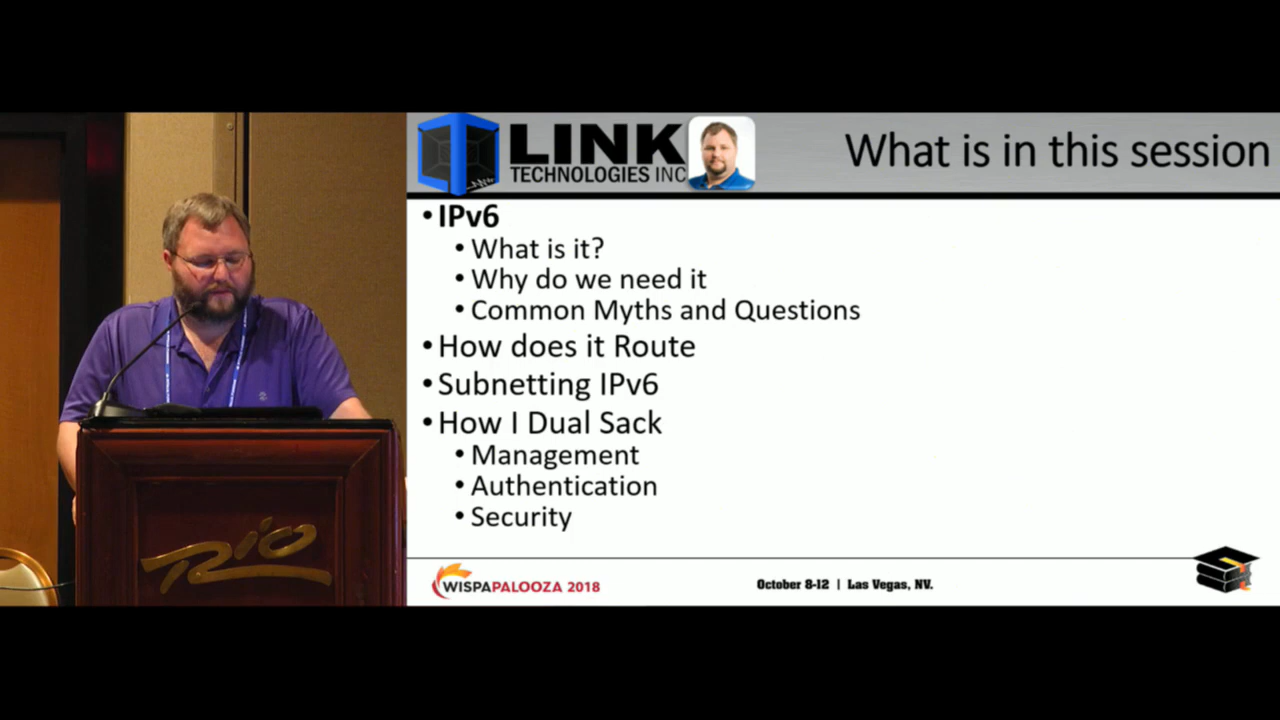 LINK
TECHNOLOGIES INC
What is in this session
•IPv6
•What is it?
•Why do we need it
•Common Myths and Questions
•How does it Route
•Subnetting IPv6
•How I Dual Sack
•Management
•Authentication
•Security
RIO
WISPAPALOOZA 2018
October 8-12 | Las Vegas, NV.